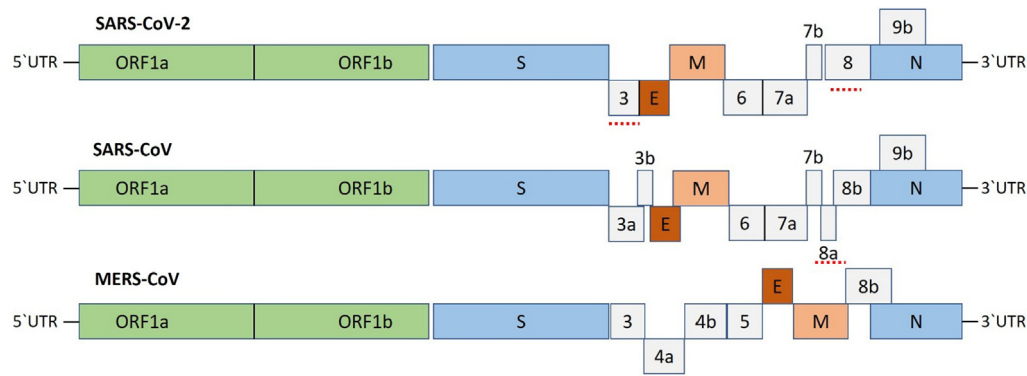 SARS-CoV-2
7b
9b
5`UTR ORF1a ORF1b S M 8 N 3`UTR
3 E 6 7a
SARS-CoV
3b 7b 9b
5`UTR ORF1a ORF1b S M 8b N 3`UTR
3a E 6 7a
8a
MERS-CoV
E 8b
5`UTR ORF1a ORF1b S 3 4b 5 M N 3`UTR
4a